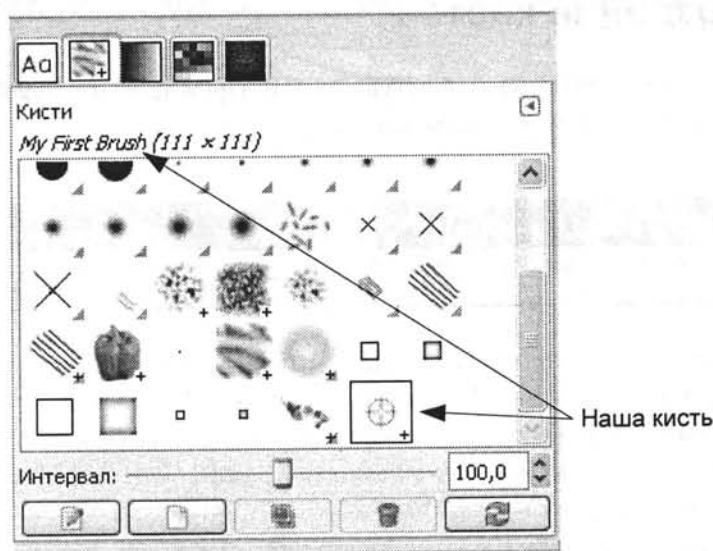 Aa
Кисти
My First Brush (111 × 111)
Наша кисть
Интервал:
100,0